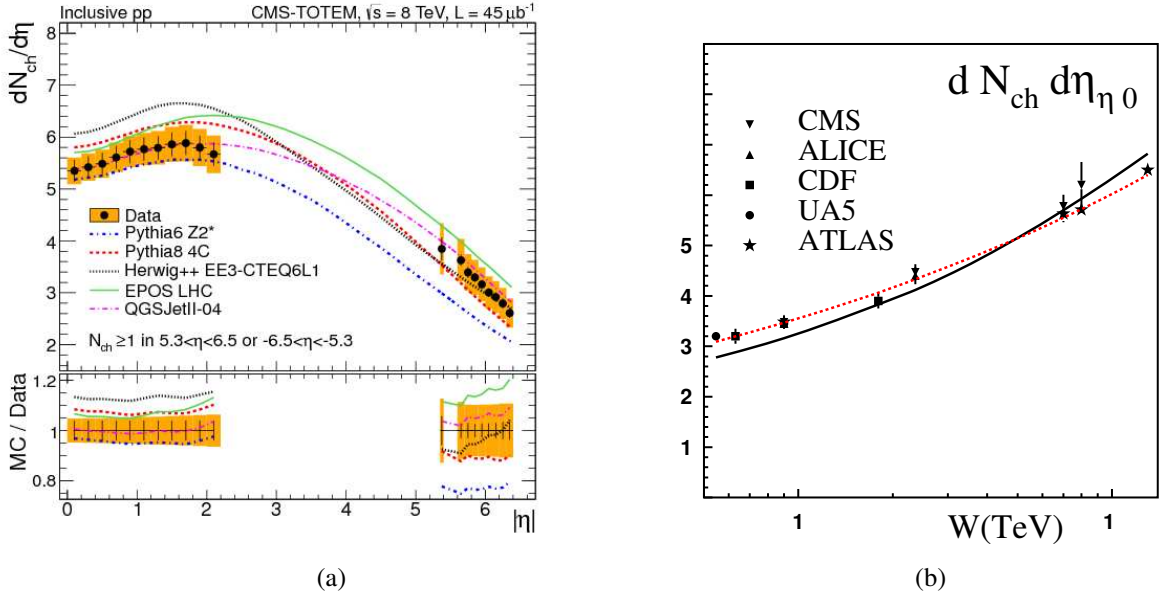 Inclusive pp
CMS-TOTEM, √s = 8 TeV, L = 45 μb⁻¹
dN_ch/dη
8
7
6
5
4
3
2
Data
Pythia6 Z2*
Pythia8 4C
Herwig++ EE3-CTEQ6L1
EPOS LHC
QGSJetII-04
N_ch ≥1 in 5.3<η<6.5 or -6.5<η<-5.3
MC / Data
1.2
1
0.8
0 1 2 3 4 5 6
|η|
(a)
d N_ch dη_η 0
CMS
ALICE
CDF
UA5
ATLAS
5
4
3
2
1
1 1
W(TeV)
(b)